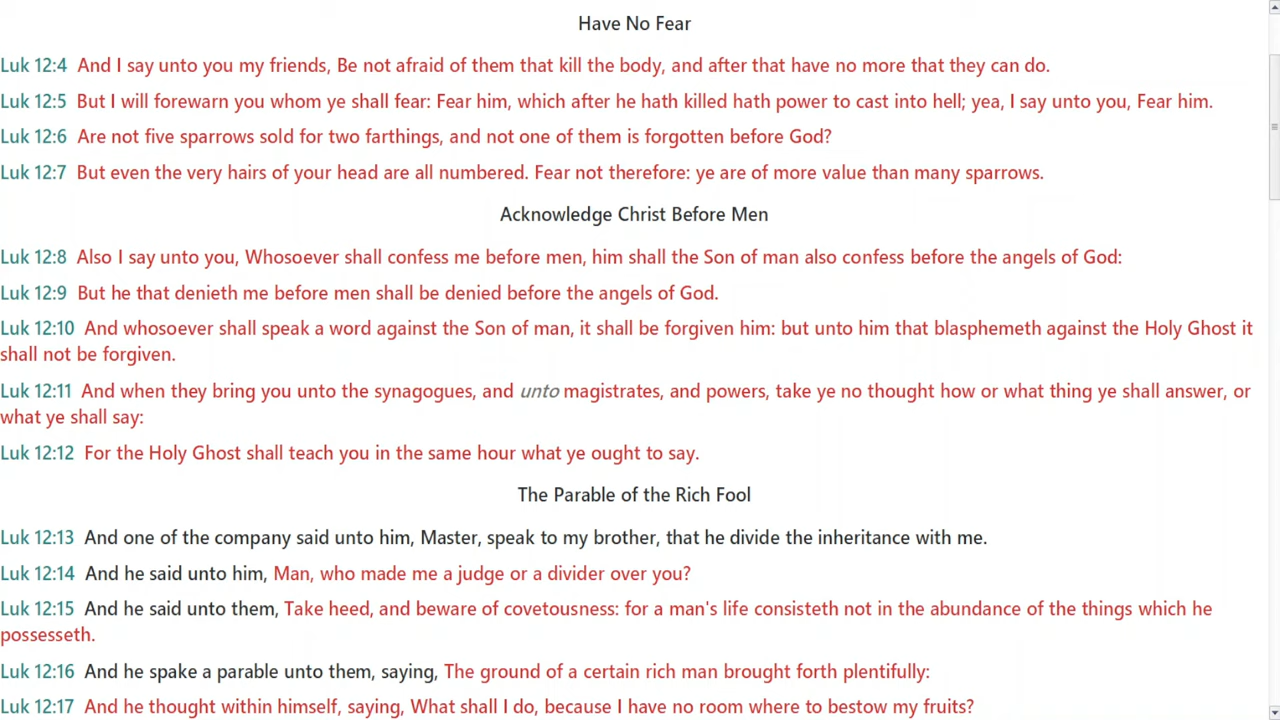 Have No Fear
Luk 12:4 And I say unto you my friends, Be not afraid of them that kill the body, and after that have no more that they can do.
Luk 12:5 But I will forewarn you whom ye shall fear: Fear him, which after he hath killed hath power to cast into hell; yea, I say unto you, Fear him.
Luk 12:6 Are not five sparrows sold for two farthings, and not one of them is forgotten before God?
Luk 12:7 But even the very hairs of your head are all numbered. Fear not therefore: ye are of more value than many sparrows.
Acknowledge Christ Before Men
Luk 12:8 Also I say unto you, Whosoever shall confess me before men, him shall the Son of man also confess before the angels of God:
Luk 12:9 But he that denieth me before men shall be denied before the angels of God.
Luk 12:10 And whosoever shall speak a word against the Son of man, it shall be forgiven him: but unto him that blasphemeth against the Holy Ghost it
shall not be forgiven.
Luk 12:11 And when they bring you unto the synagogues, and unto magistrates, and powers, take ye no thought how or what thing ye shall answer, or
what ye shall say:
Luk 12:12 For the Holy Ghost shall teach you in the same hour what ye ought to say.
The Parable of the Rich Fool
Luk 12:13 And one of the company said unto him, Master, speak to my brother, that he divide the inheritance with me.
Luk 12:14 And he said unto him, Man, who made me a judge or a divider over you?
Luk 12:15 And he said unto them, Take heed, and beware of covetousness: for a man's life consisteth not in the abundance of the things which he
possesseth.
Luk 12:16 And he spake a parable unto them, saying, The ground of a certain rich man brought forth plentifully:
Luk 12:17 And he thought within himself, saying, What shall I do, because I have no room where to bestow my fruits?